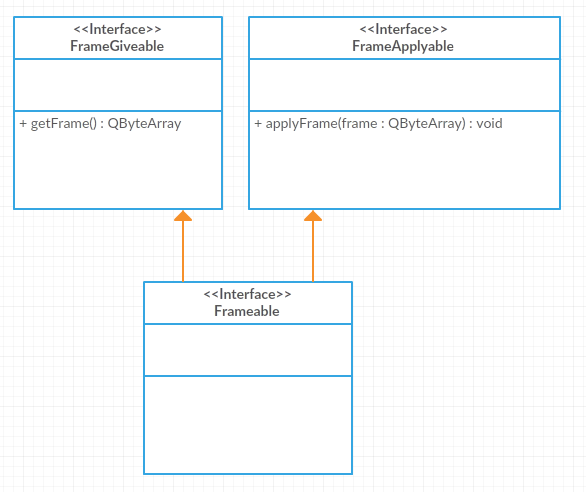 <<Interface>>
FrameGiveable
+ getFrame() : QByteArray
<<Interface>>
FrameApplyable
+ applyFrame(frame : QByteArray) : void
<<Interface>>
Frameable